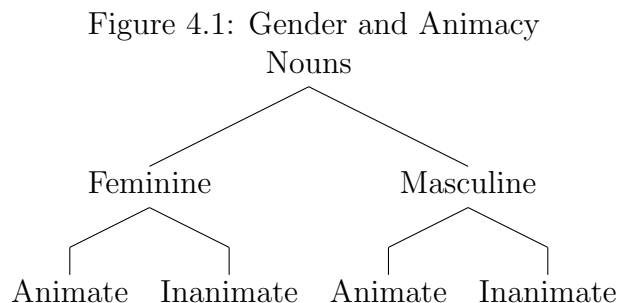 Figure 4.1: Gender and Animacy
Nouns
Feminine Masculine
Animate Inanimate Animate Inanimate